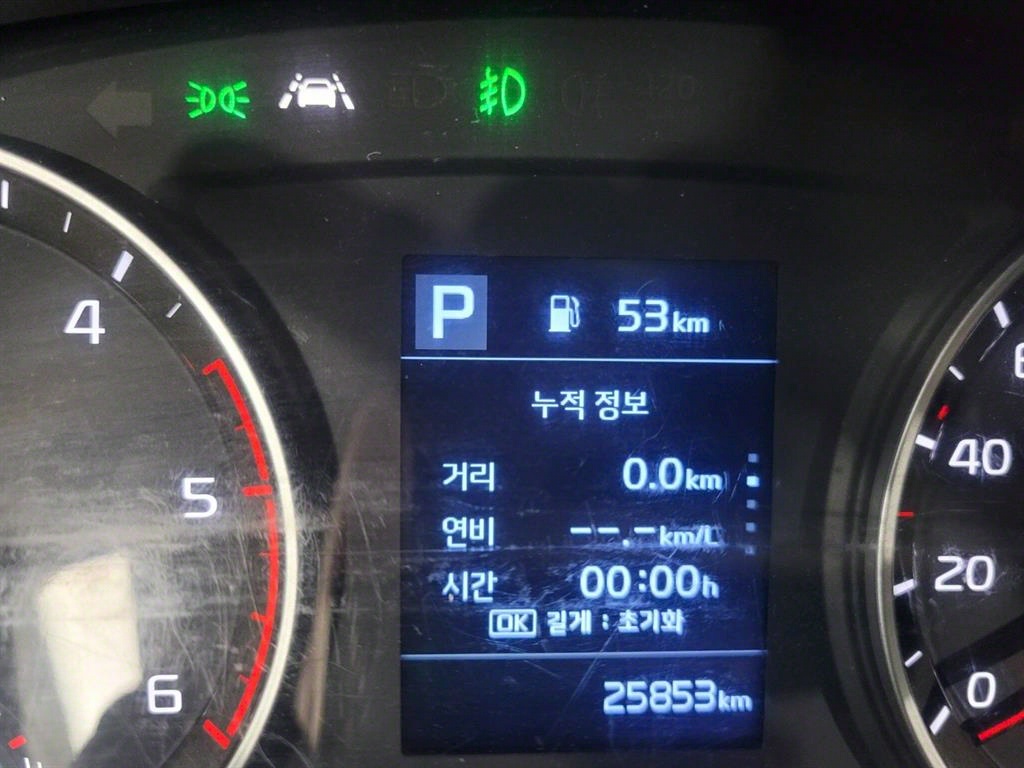 P 53km
누적 정보
거리 0.0km
연비 --.-km/L
시간 00:00h
OK 길게 : 초기화
25853km
4
5
6
40
20
0